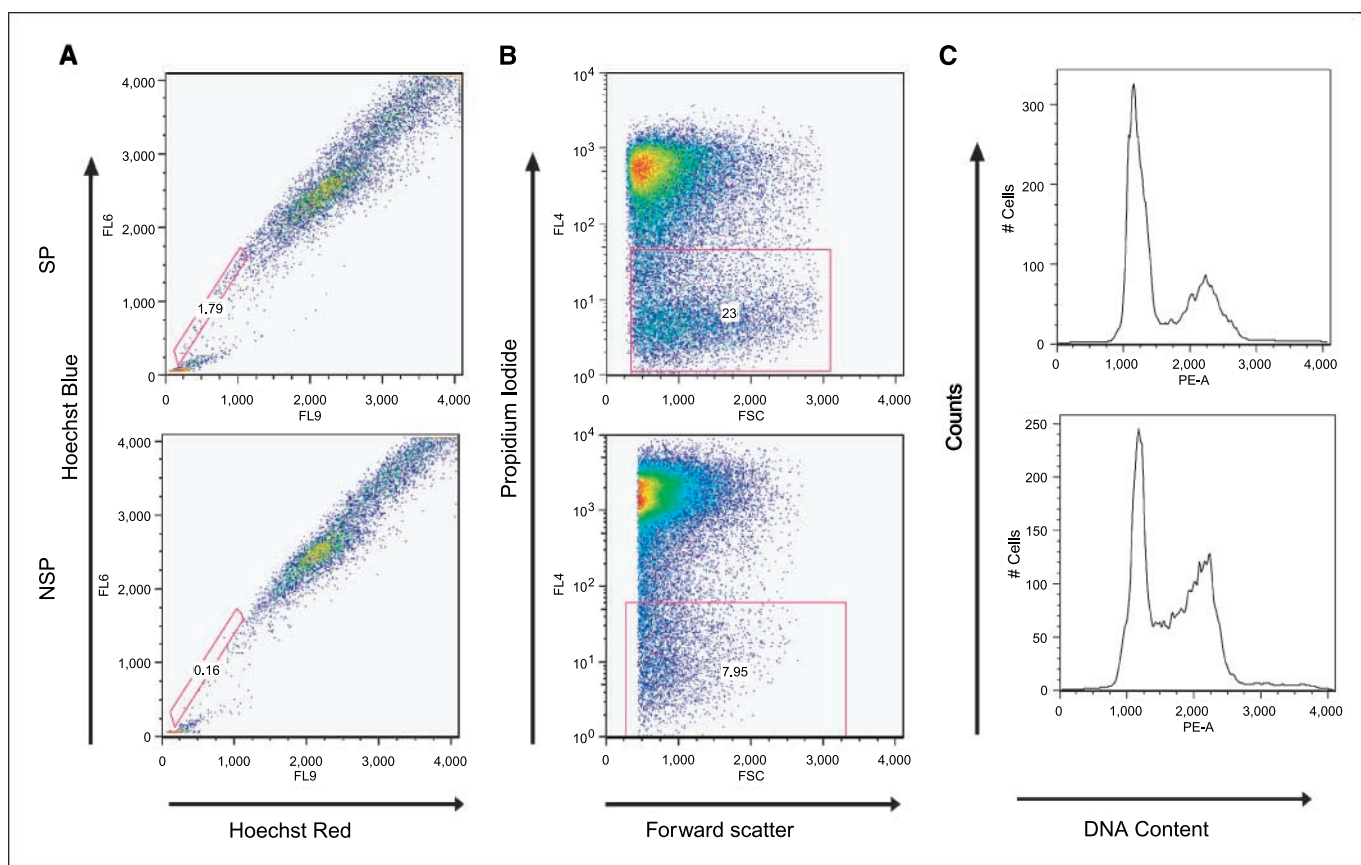 A
B
C
SP
NSP
Hoechst Blue
4,000
3,000
FL6
1,000
0
1.79
0
1,000
2,000
3,000
4,000
FL9
4,000
3,000
FL6
2,000
1,000
0
0.16
0
1,000
2,000
3,000
4,000
FL9
Hoechst Red
Propidium Iodide
10⁴
10³
FL4
10²
10¹
10⁰
23
0
1,000
2,000
3,000
4,000
FSC
10⁴
10³
FL4
10²
10¹
10⁰
7.95
0
1,000
2,000
3,000
4,000
FSC
Forward scatter
Counts
300
# Cells
200
100
0
0
1,000
2,000
3,000
4,000
PE-A
250
200
# Cells
150
100
50
0
0
1,000
2,000
3,000
4,000
PE-A
DNA Content